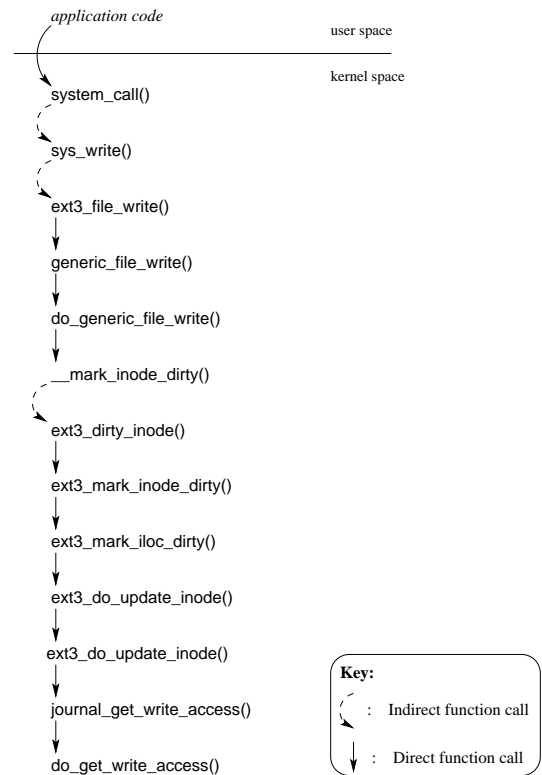 application code
user space
kernel space
system_call()
sys_write()
ext3_file_write()
generic_file_write()
do_generic_file_write()
__mark_inode_dirty()
ext3_dirty_inode()
ext3_mark_inode_dirty()
ext3_mark_iloc_dirty()
ext3_do_update_inode()
ext3_do_update_inode()
journal_get_write_access()
do_get_write_access()
Key:
: Indirect function call
: Direct function call